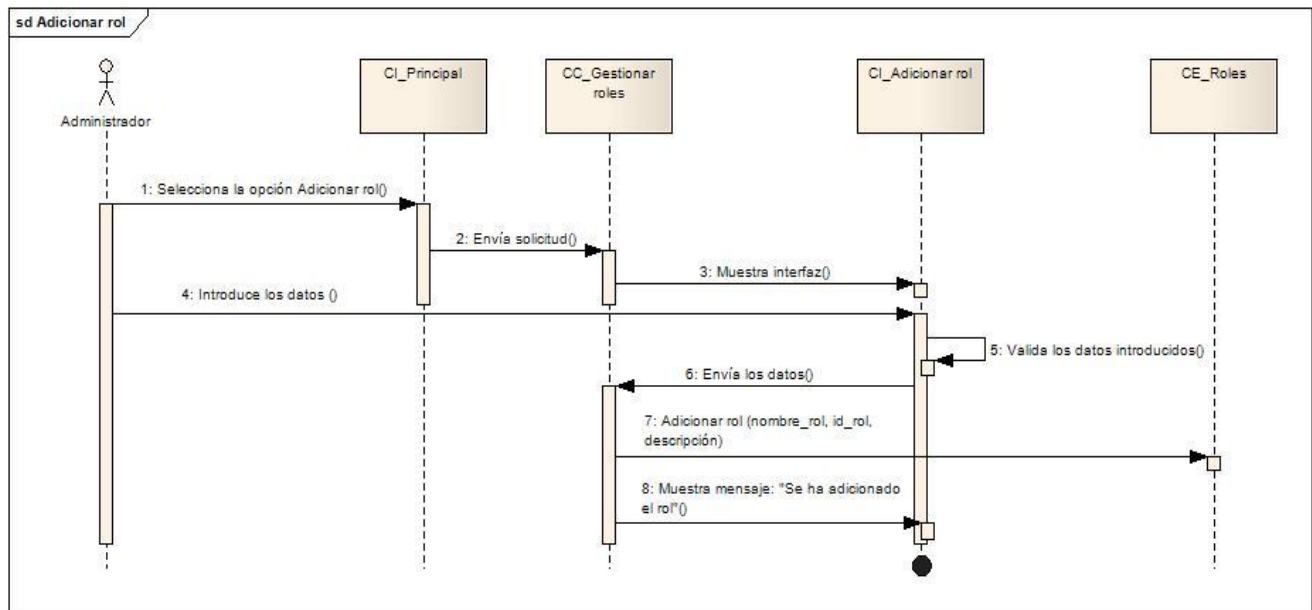 sd Adicionar rol
Administrador
CI_Principal
CC_Gestionar
roles
CI_Adicionar rol
CE_Roles
1: Selecciona la opción Adicionar rol()
2: Envía solicitud()
3: Muestra interfaz()
4: Introduce los datos ()
5: Valida los datos introducidos()
6: Envía los datos()
7: Adicionar rol (nombre_rol, id_rol,
descripción)
8: Muestra mensaje: "Se ha adicionado
el rol"()